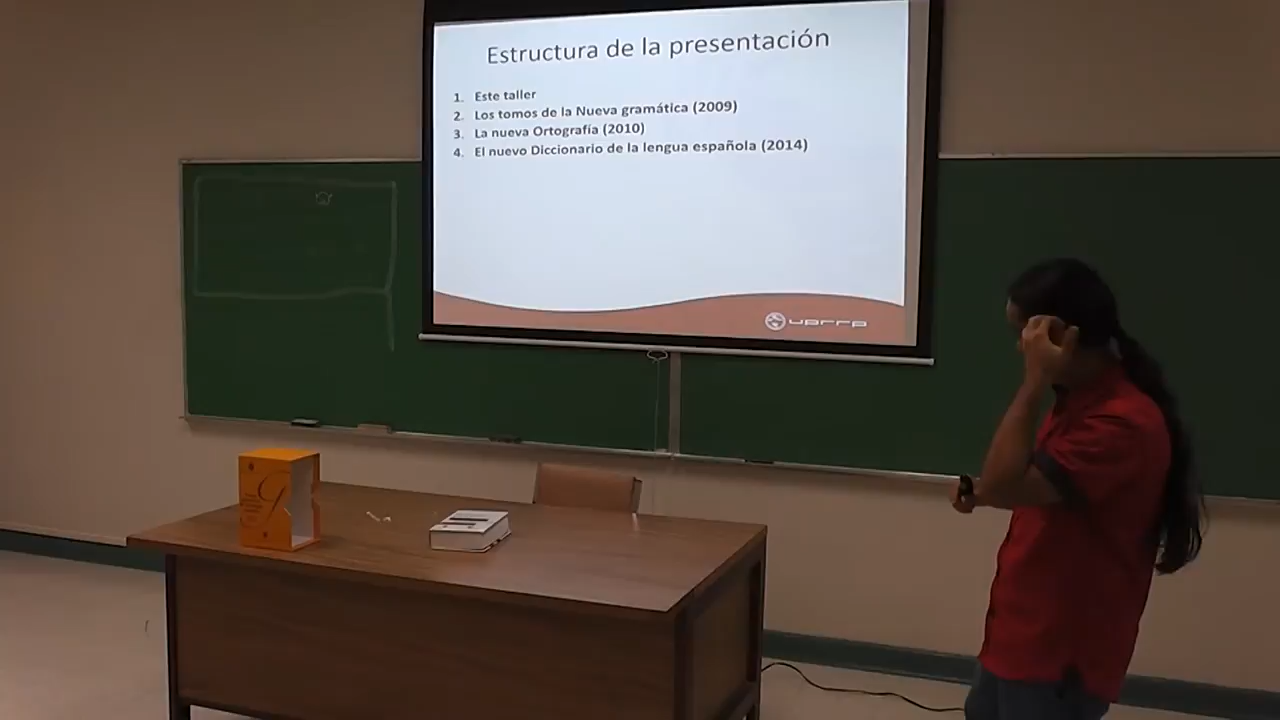 Estructura de la presentación
1. Este taller
2. Los tomos de la Nueva gramática (2009)
3. La nueva Ortografía (2010)
4. El nuevo Diccionario de la lengua española (2014)
uprrp